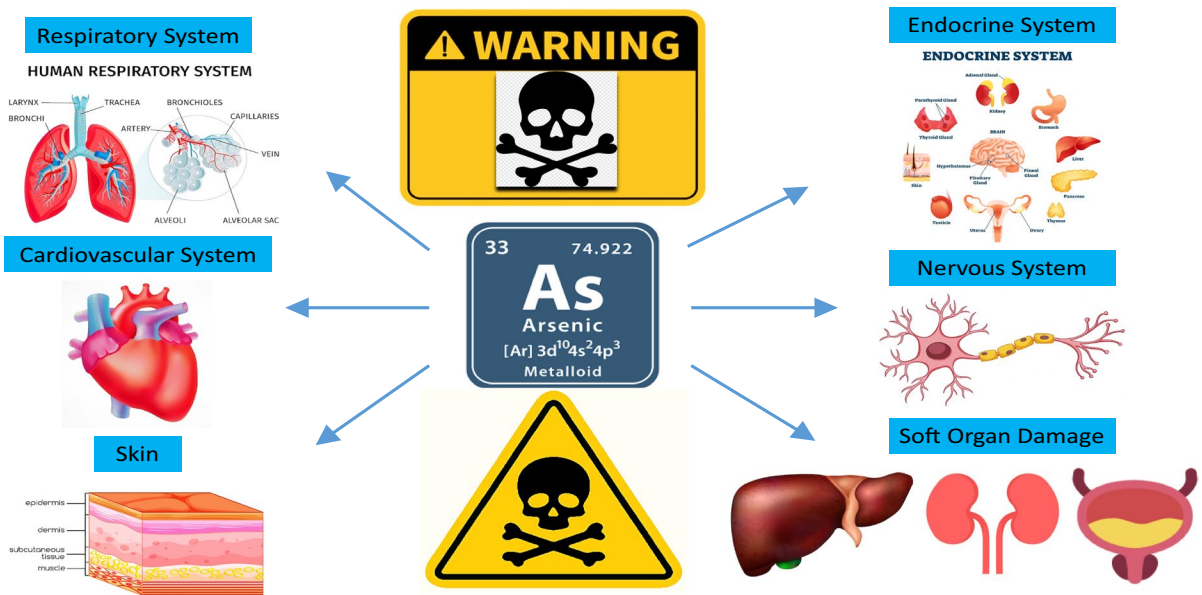 Respiratory System
HUMAN RESPIRATORY SYSTEM
LARYNX
TRACHEA
BRONCHI
BRONCHIOLES
ARTERY
CAPILLARIES
VEIN
ALVEOLI
ALVEOLAR SAC
Cardiovascular System
Skin
epidermis
dermis
subcutaneous
tissue
muscle
WARNING
33 74.922
As
Arsenic
[Ar] 3d¹⁰4s²4p³
Metalloid
Endocrine System
ENDOCRINE SYSTEM
Adrenal Gland
Kidney
Parathyroid Gland
Thyroid Gland
Stomach
BRAIN
Hypothalamus
Pituitary
Gland
Pineal
Gland
Liver
Skin
Pancreas
Testicle
Uterus
Ovary
Thymus
Nervous System
Soft Organ Damage